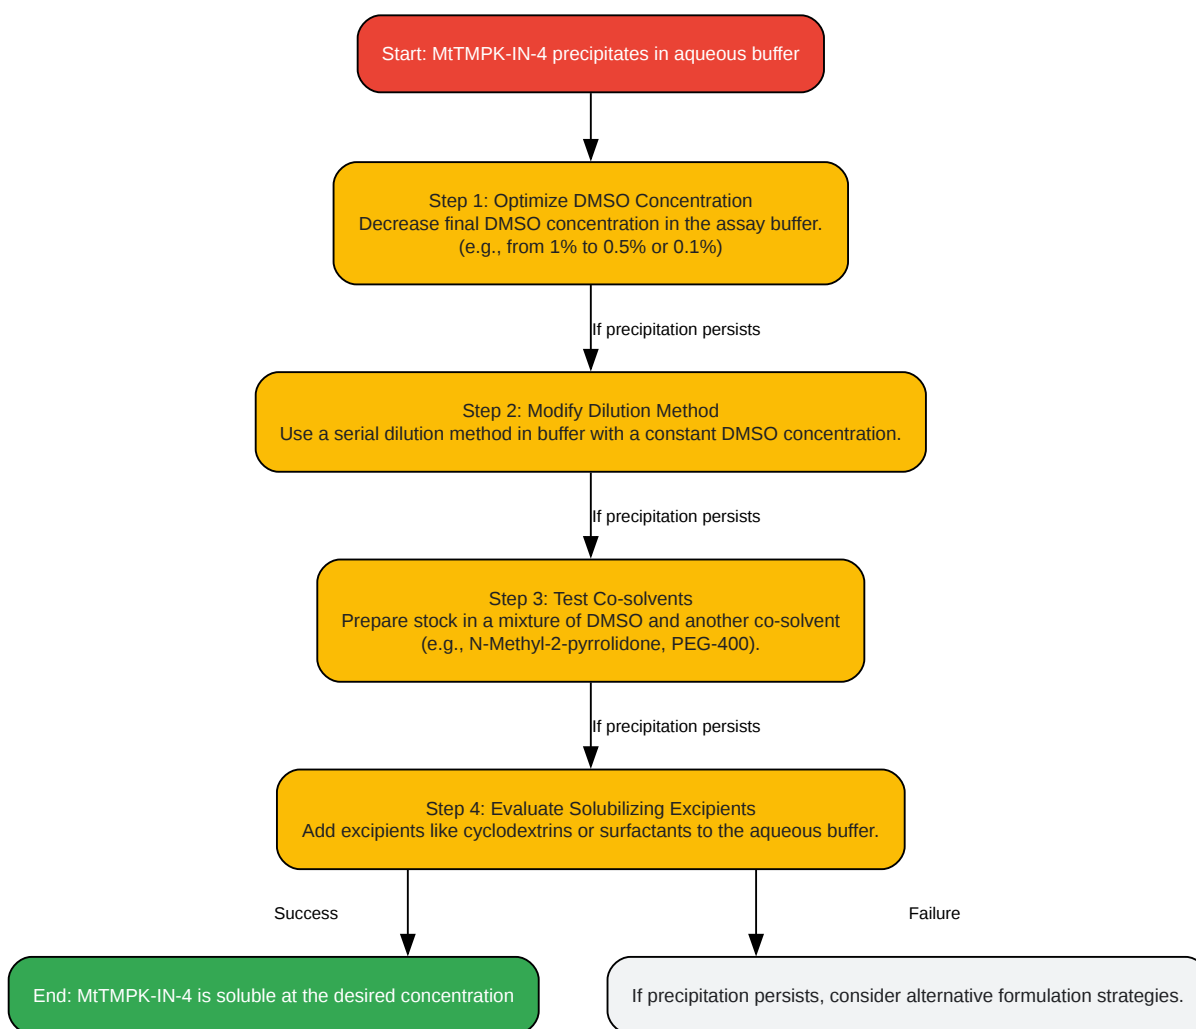 Start: MtTMPK-IN-4 precipitates in aqueous buffer
Step 1: Optimize DMSO Concentration
Decrease final DMSO concentration in the assay buffer.
(e.g., from 1% to 0.5% or 0.1%)
If precipitation persists
Step 2: Modify Dilution Method
Use a serial dilution method in buffer with a constant DMSO concentration.
If precipitation persists
Step 3: Test Co-solvents
Prepare stock in a mixture of DMSO and another co-solvent
(e.g., N-Methyl-2-pyrrolidone, PEG-400).
If precipitation persists
Step 4: Evaluate Solubilizing Excipients
Add excipients like cyclodextrins or surfactants to the aqueous buffer.
Success
Failure
End: MtTMPK-IN-4 is soluble at the desired concentration
If precipitation persists, consider alternative formulation strategies.